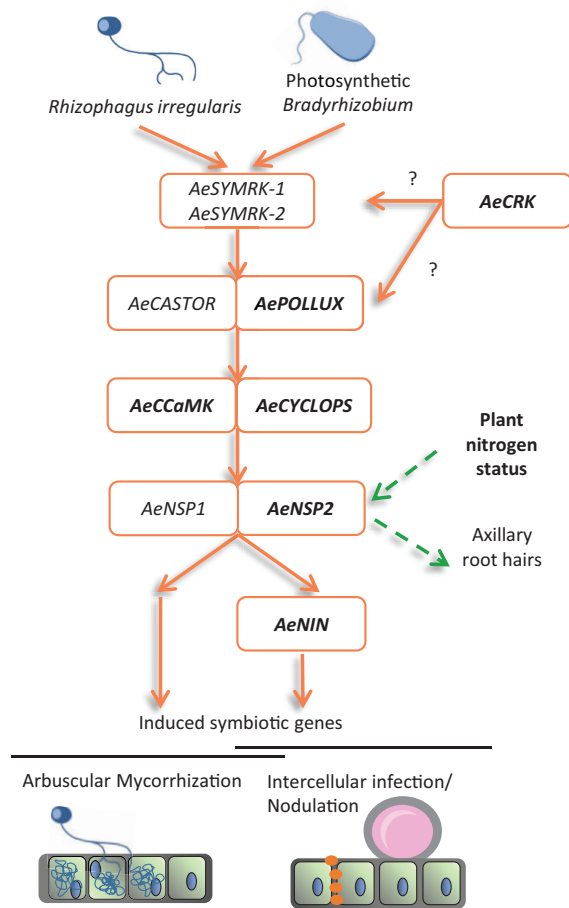 Rhizophagus irregularis
Photosynthetic
Bradyrhizobium
AeSYMRK-1
AeSYMRK-2
?
AeCRK
?
AeCASTOR
AePOLLUX
AeCCaMK
AeCYCLOPS
Plant
nitrogen
status
AeNSP1
AeNSP2
Axillary
root hairs
AeNIN
Induced symbiotic genes
Arbuscular Mycorrhization
Intercellular infection/
Nodulation